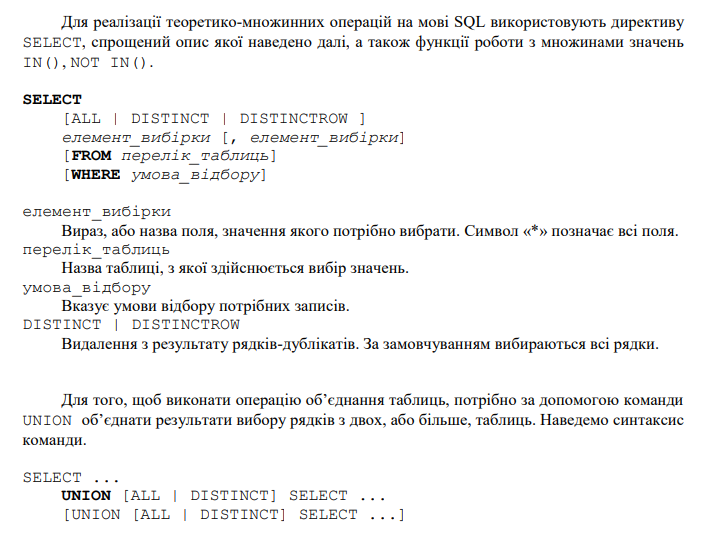 Для реалізації теоретико-множинних операцій на мові SQL використовують директиву
SELECT, спрощений опис якої наведено далі, а також функції роботи з множинами значень
IN(), NOT IN().
SELECT
[ALL | DISTINCT | DISTINCTROW ]
елемент_вибірки [, елемент_вибірки]
[FROM перелік_таблиць]
[WHERE умова_відбору]
елемент_вибірки
Вираз, або назва поля, значення якого потрібно вибрати. Символ «*» позначає всі поля.
перелік_таблиць
Назва таблиці, з якої здійснюється вибір значень.
умова_відбору
Вказує умови відбору потрібних записів.
DISTINCT | DISTINCTROW
Видалення з результату рядків-дублікатів. За замовчуванням вибираються всі рядки.
Для того, щоб виконати операцію об’єднання таблиць, потрібно за допомогою команди
UNION об’єднати результати вибору рядків з двох, або більше, таблиць. Наведемо синтаксис
команди.
SELECT ...
UNION [ALL | DISTINCT] SELECT ...
[UNION [ALL | DISTINCT] SELECT ...]